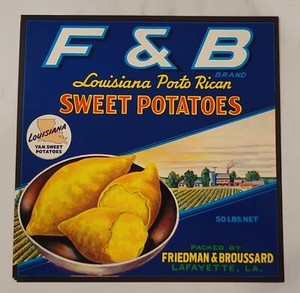 F & B
BRAND
Louisiana Porto Rican
SWEET POTATOES
LOUISIANA
YAM SWEET
POTATOES
50 LBS. NET
PACKED BY
FRIEDMAN & BROUSSARD
LAFAYETTE, LA.